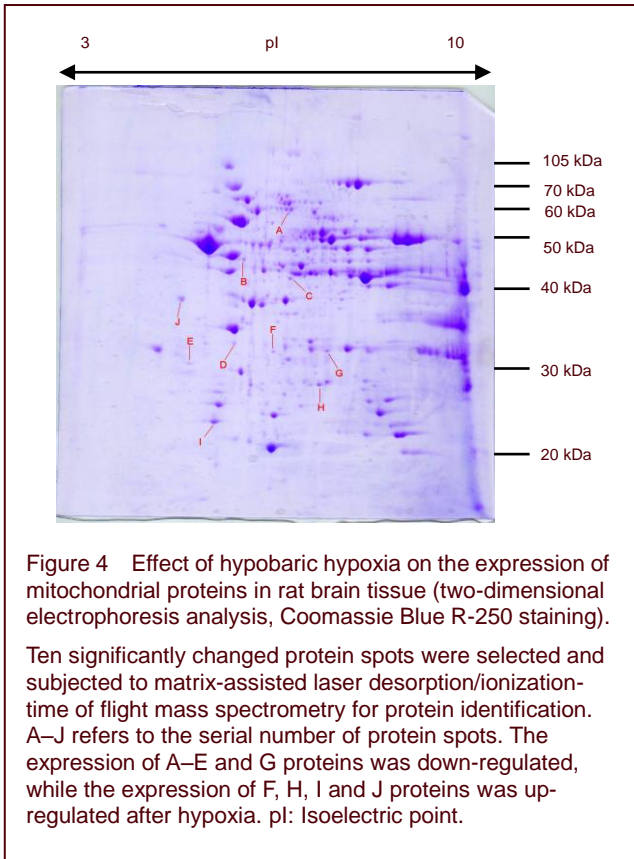 3 pI 10
105 kDa
70 kDa
60 kDa
A
50 kDa
B
C
40 kDa
J
F
E
D
G
30 kDa
H
I
20 kDa
Figure 4 Effect of hypobaric hypoxia on the expression of
mitochondrial proteins in rat brain tissue (two-dimensional
electrophoresis analysis, Coomassie Blue R-250 staining).
Ten significantly changed protein spots were selected and
subjected to matrix-assisted laser desorption/ionization-
time of flight mass spectrometry for protein identification.
A–J refers to the serial number of protein spots. The
expression of A–E and G proteins was down-regulated,
while the expression of F, H, I and J proteins was up-
regulated after hypoxia. pI: Isoelectric point.